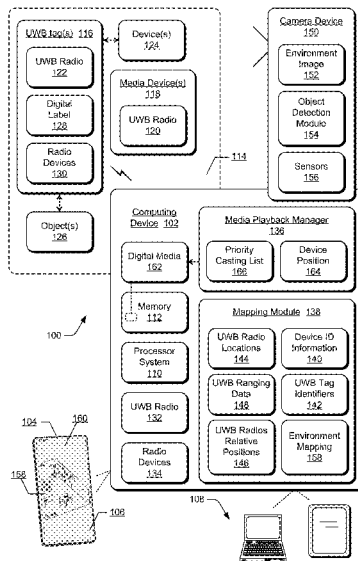 UWB tag(s) 116
UWB Radio
122
Digital
Label
128
Radio
Devices
130
Object(s)
126
Device(s)
124
Media Device(s)
118
UWB Radio
120
114
Camera Device
150
Environment
Image
152
Object
Detection
Module
154
Sensors
156
Computing
Device 102
Digital Media
162
Memory
112
Processor
System
110
UWB Radio
132
Radio
Devices
134
Media Playback Manager
136
Priority
Casting List
166
Device
Position
164
Mapping Module 138
UWB Radio
Locations
144
Device ID
Information
140
UWB Ranging
Data
148
UWB Tag
Identifiers
142
UWB Radios
Relative
Positions
146
Environment
Mapping
158
100
104
160
158
106
108